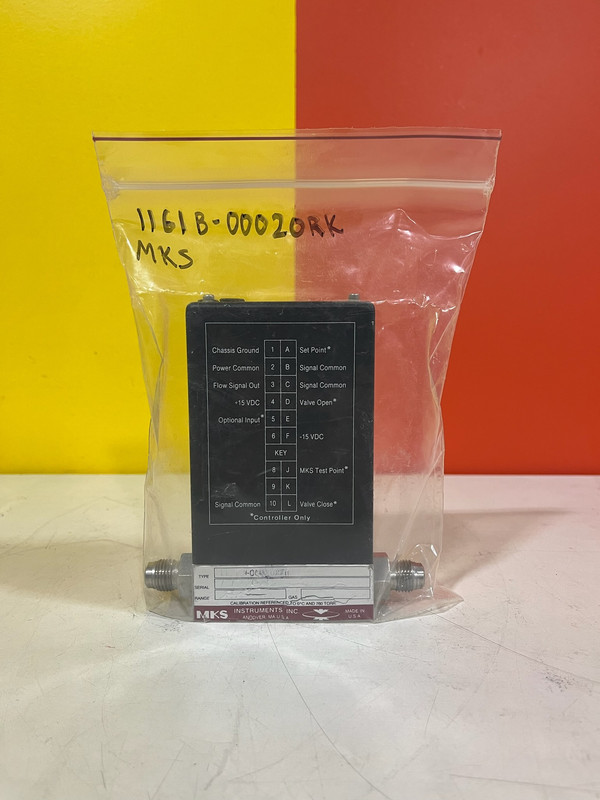 1161B-00020RK
MKS
Chassis Ground 1 A Set Point*
Power Common 2 B Signal Common
Flow Signal Out 3 C Signal Common
+15 VDC 4 D Valve Open*
Optional Input* 5 E
6 F -15 VDC
KEY
8 J MKS Test Point*
9 K
Signal Common 10 L Valve Close*
*Controller Only
TYPE
SERIAL
RANGE GAS
CALIBRATION REFERENCED TO 0°C AND 760 TORR
MKS INSTRUMENTS INC MADE IN
ANDOVER, MA U.S.A. U.S.A.